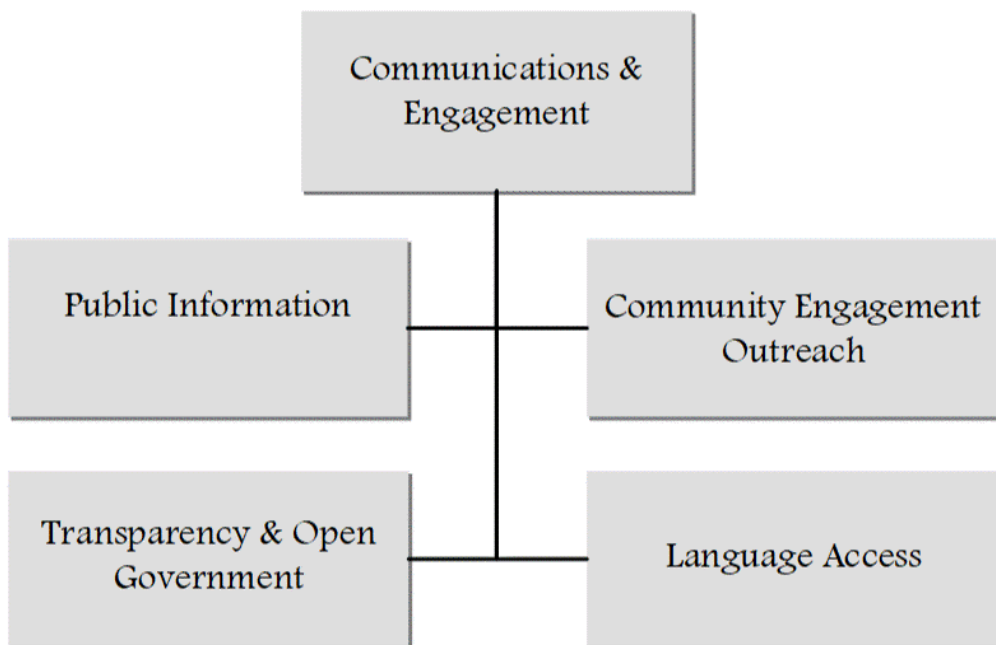 Communications &
Engagement
Public Information
Community Engagement
Outreach
Transparency & Open
Government
Language Access